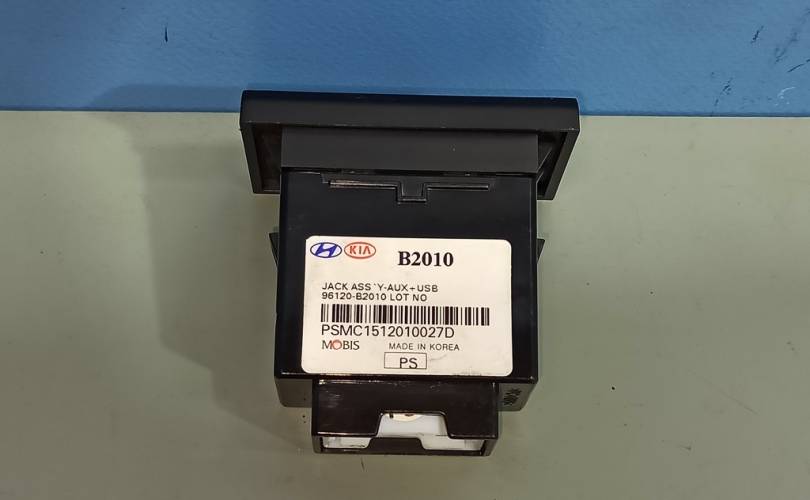 KIA B2010
JACK ASS`Y-AUX+USB
96120-B2010 LOT NO
PSMC1512010027D
MOBIS MADE IN KOREA
PS